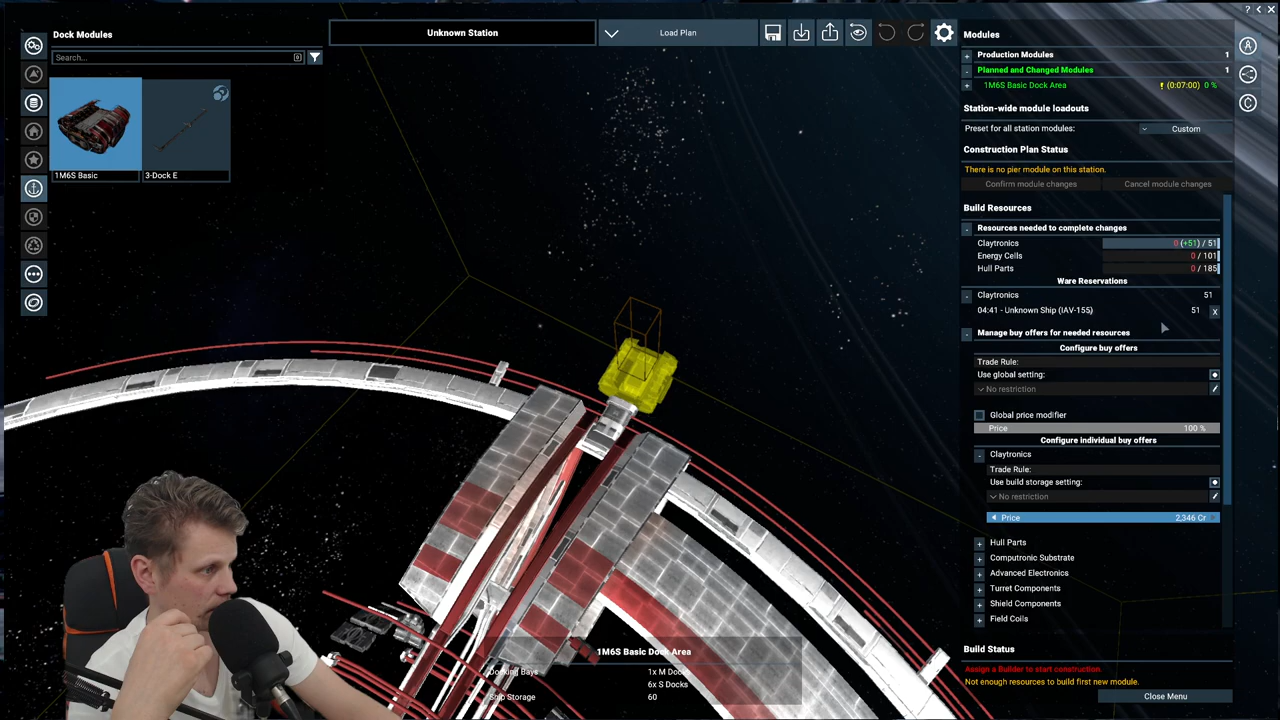 Dock Modules
Search...
1M6S Basic
3-Dock E
Unknown Station
Load Plan
Modules
Production Modules 1
Planned and Changed Modules 1
1M6S Basic Dock Area ! (0:07:00) 0 %
Station-wide module loadouts
Preset for all station modules: Custom
Construction Plan Status
There is no pier module on this station.
Confirm module changes Cancel module changes
Build Resources
Resources needed to complete changes
Claytronics 0 (+51) / 51
Energy Cells 0 / 101
Hull Parts 0 / 185
Ware Reservations
Claytronics 51
04:41 - Unknown Ship (IAV-155) 51 X
Manage buy offers for needed resources
Configure buy offers
Trade Rule:
Use global setting:
No restriction
Global price modifier
Price 100 %
Configure individual buy offers
Claytronics
Trade Rule:
Use build storage setting:
No restriction
Price 2,346 Cr
Hull Parts
Computronic Substrate
Advanced Electronics
Turret Components
Shield Components
Field Coils
Build Status
Assign a Builder to start construction.
Not enough resources to build first new module.
Close Menu
1M6S Basic Dock Area
Docking Bays 1x M Dock
6x S Docks
Ship Storage 60